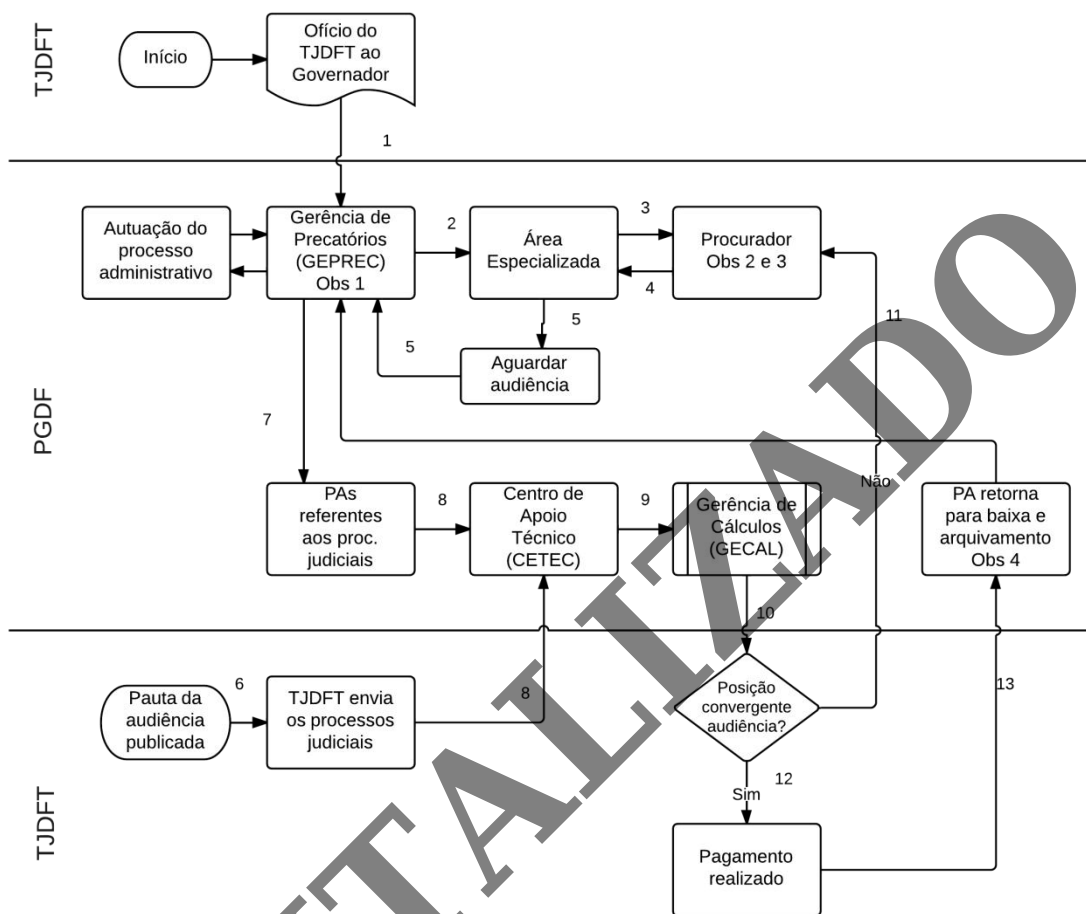 TJDFT
Início
Ofício do
TJDFT ao
Governador
1
PGDF
Autuação do
processo
administrativo
Gerência de
Precatórios
(GEPREC)
Obs 1
2
Área
Especializada
3
4
Procurador
Obs 2 e 3
5
5
Aguardar
audiência
11
7
Não
PAs
referentes
aos proc.
judiciais
8
Centro de
Apoio
Técnico
(CETEC)
9
Gerência de
Cálculos
(GECAL)
PA retorna
para baixa e
arquivamento
Obs 4
10
TJDFT
Pauta da
audiência
publicada
6
TJDFT envia
os processos
judiciais
8
Posição
convergente
audiência?
13
12
Sim
Pagamento
realizado
TALIZADO